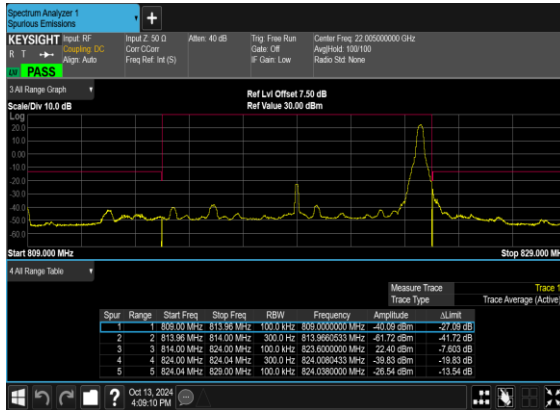 Spectrum Analyzer 1
Spurious Emissions
KEYSIGHT Input: RF Input Z: 50 Ω Atten: 40 dB Trig: Free Run Center Freq: 22.005000000 GHz
R T Coupling: DC Corr CCorr Gate: Off Avg|Hold: 100/100
Align: Auto Freq Ref: Int (S) IF Gain: Low Radio Std: None
LV PASS
3 All Range Graph
Ref Lvl Offset 7.50 dB
Scale/Div 10.0 dB Ref Value 30.00 dBm
Log
20.0
10.0
0.00
-10.0
-20.0
-30.0
-40.0
-50.0
-60.0
Start 809.000 MHz Stop 829.000 MH
4 All Range Table
Measure Trace Trace 1
Trace Type Trace Average (Active)
Spur Range Start Freq Stop Freq RBW Frequency Amplitude ΔLimit
1 1 809.00 MHz 813.96 MHz 100.0 kHz 809.0000000 MHz -40.09 dBm -27.09 dB
2 2 813.96 MHz 814.00 MHz 300.0 Hz 813.9660533 MHz -61.72 dBm -41.72 dB
3 3 814.00 MHz 824.00 MHz 100.0 kHz 823.6000000 MHz 22.40 dBm -7.603 dB
4 4 824.00 MHz 824.04 MHz 300.0 Hz 824.0080433 MHz -39.83 dBm -19.83 dB
5 5 824.04 MHz 829.00 MHz 100.0 kHz 824.0380000 MHz -26.54 dBm -13.54 dB
Oct 13, 2024
4:09:10 PM